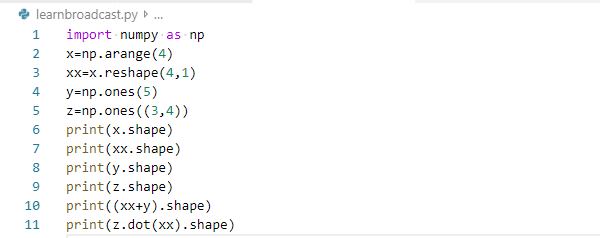 learnbroadcast.py > ...
1 import numpy as np
2 x=np.arange(4)
3 xx=x.reshape(4,1)
4 y=np.ones(5)
5 z=np.ones((3,4))
6 print(x.shape)
7 print(xx.shape)
8 print(y.shape)
9 print(z.shape)
10 print((xx+y).shape)
11 print(z.dot(xx).shape)